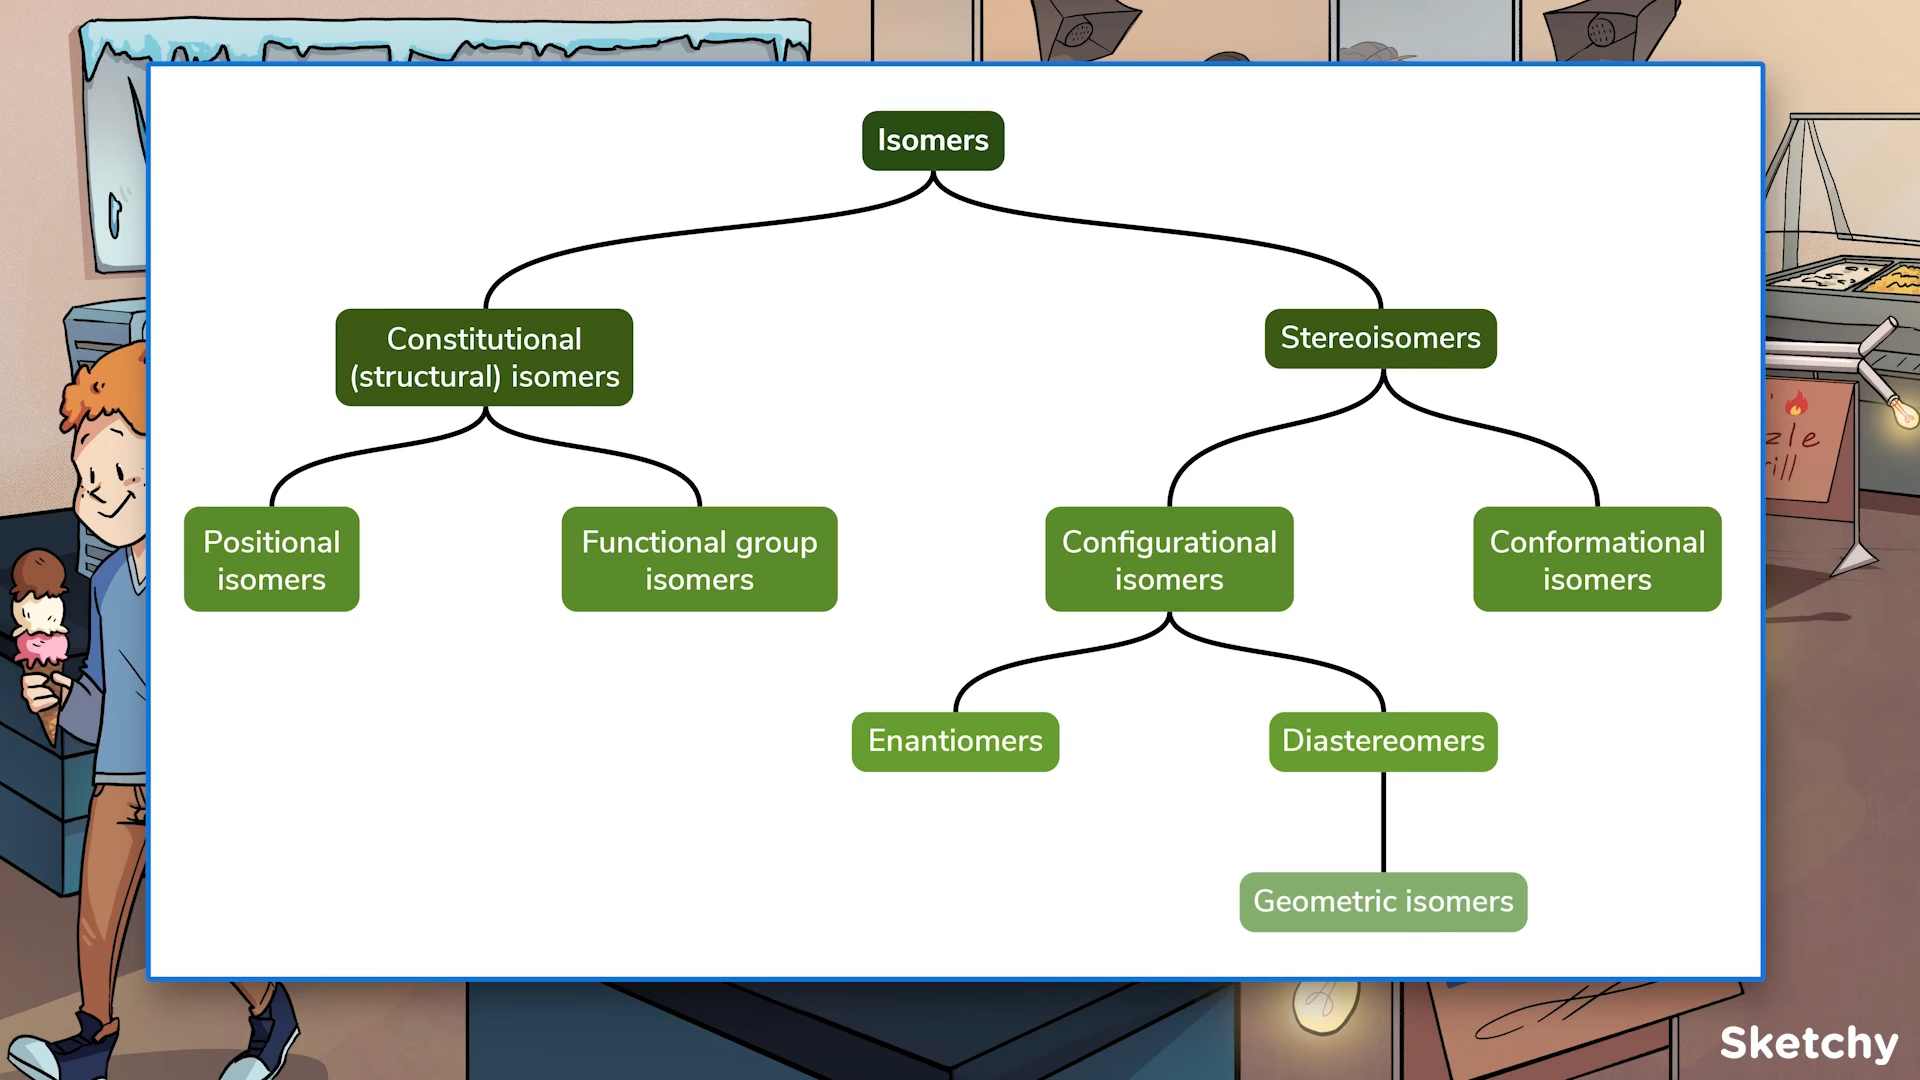 Isomers
Constitutional
(structural) isomers
Stereoisomers
Positional
isomers
Functional group
isomers
Configurational
isomers
Conformational
isomers
Enantiomers
Diastereomers
Geometric isomers
Sketchy